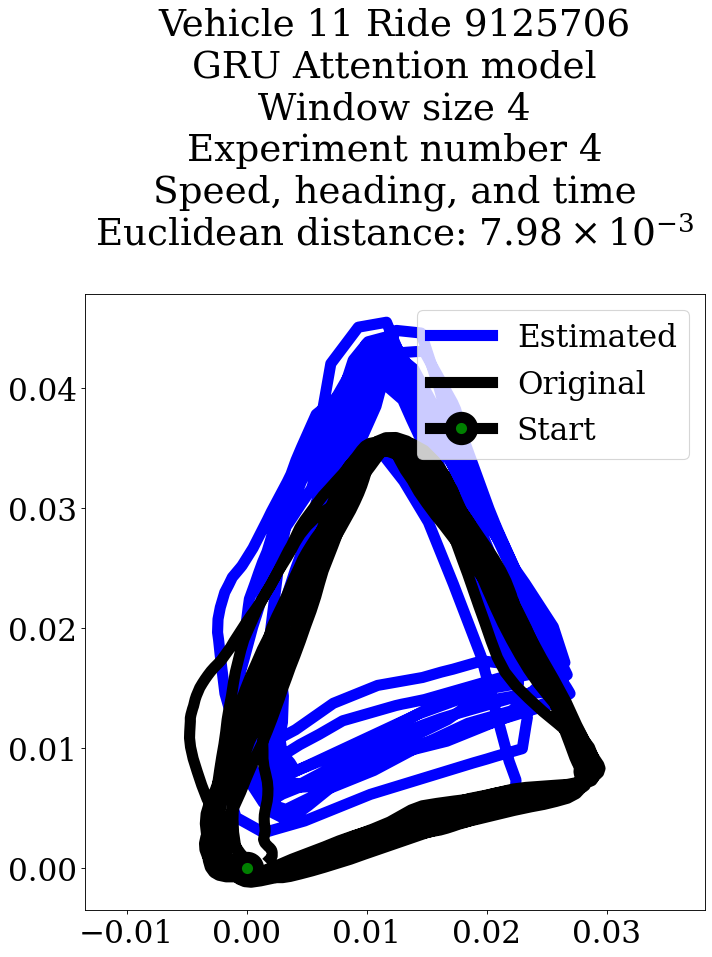 Vehicle 11 Ride 9125706
GRU Attention model
Window size 4
Experiment number 4
Speed, heading, and time
Euclidean distance: 7.98 × 10⁻³
Estimated
Original
Start
0.04
0.03
0.02
0.01
0.00
−0.01 0.00 0.01 0.02 0.03